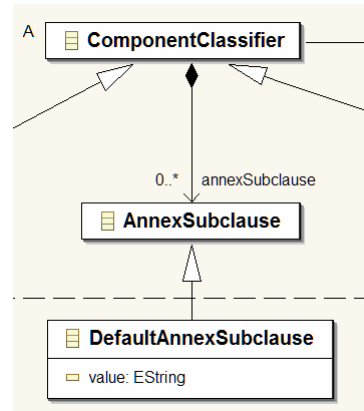 A
ComponentClassifier
0..* annexSubclause
AnnexSubclause
DefaultAnnexSubclause
value: EString